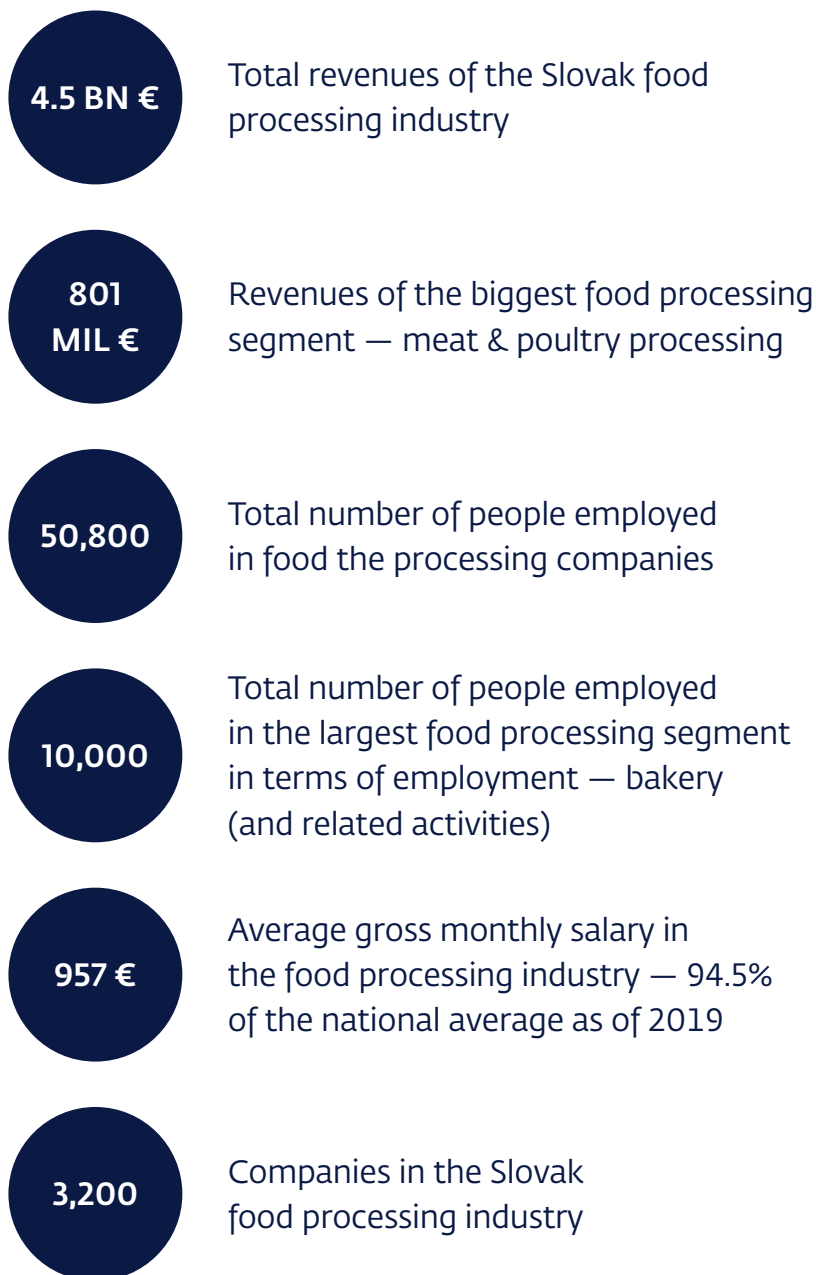 4.5 BN €
Total revenues of the Slovak food
processing industry
801
MIL €
Revenues of the biggest food processing
segment — meat & poultry processing
50,800
Total number of people employed
in food the processing companies
10,000
Total number of people employed
in the largest food processing segment
in terms of employment — bakery
(and related activities)
957 €
Average gross monthly salary in
the food processing industry — 94.5%
of the national average as of 2019
3,200
Companies in the Slovak
food processing industry